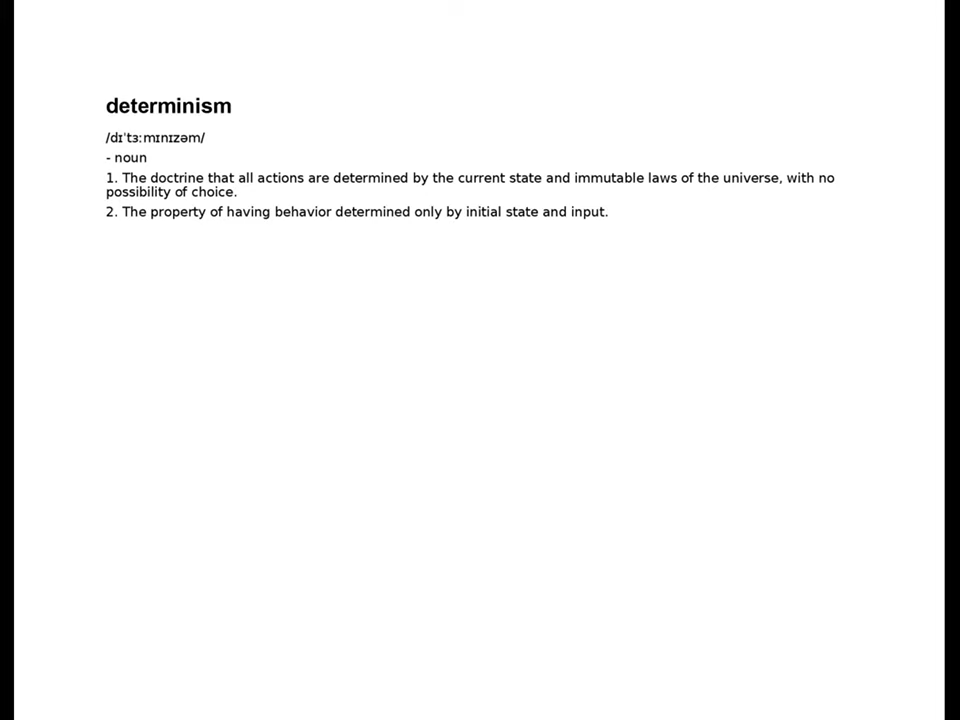 determinism
/dɪˈtɜːmɪnɪzəm/
- noun
1. The doctrine that all actions are determined by the current state and immutable laws of the universe, with no
possibility of choice.
2. The property of having behavior determined only by initial state and input.